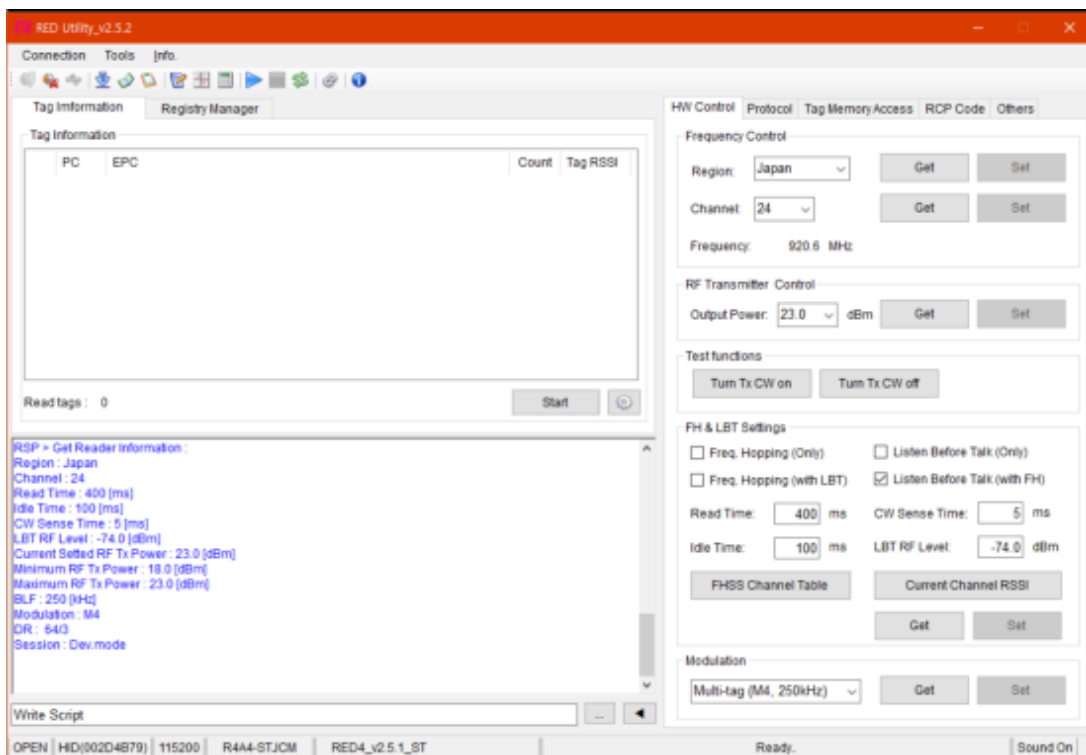 RED Utility_v2.5.2
Connection Tools Info.
Tag Imformation Registry Manager
Tag Information
PC EPC Count Tag RSSI
Read tags : 0 Start
RSP > Get Reader Information :
Region : Japan
Channel : 24
Read Time : 400 [ms]
Idle Time : 100 [ms]
CW Sense Time : 5 [ms]
LBT RF Level : -74.0 [dBm]
Current Setted RF Tx Power : 23.0 [dBm]
Minimum RF Tx Power : 18.0 [dBm]
Maximum RF Tx Power : 23.0 [dBm]
BLF : 250 [kHz]
Modulation : M4
DR : 64/3
Session : Dev.mode
Write Script ...
HW Control Protocol Tag Memory Access RCP Code Others
Frequency Control
Region: Japan Get Set
Channel: 24 Get Set
Frequency: 920.6 MHz
RF Transmitter Control
Output Power: 23.0 dBm Get Set
Test functions
Turn Tx CW on Turn Tx CW off
FH & LBT Settings
Freq. Hopping (Only) Listen Before Talk (Only)
Freq. Hopping (with LBT) Listen Before Talk (with FH)
Read Time: 400 ms CW Sense Time: 5 ms
Idle Time: 100 ms LBT RF Level: -74.0 dBm
FHSS Channel Table Current Channel RSSI
Get Set
Modulation
Multi-tag (M4, 250kHz) Get Set
OPEN HID(002D4B79) 115200 R4A4-STJCM RED4_v2.5.1_ST Ready. Sound On